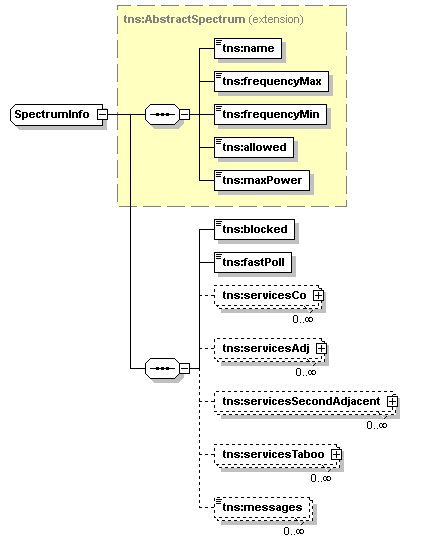 tns:AbstractSpectrum (extension)
tns:name
tns:frequencyMax
SpectrumInfo
tns:frequencyMin
tns:allowed
tns:maxPower
tns:blocked
tns:fastPoll
tns:servicesCo
0..∞
tns:servicesAdj
0..∞
tns:servicesSecondAdjacent
0..∞
tns:servicesTaboo
0..∞
tns:messages
0..∞